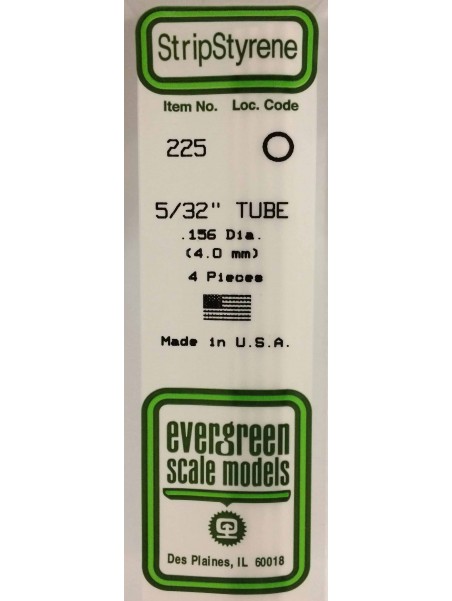 StripStyrene
Item No. Loc. Code
225
5/32" TUBE
.156 Dia.
(4.0 mm)
4 Pieces
Made in U.S.A.
evergreen
scale models
Des Plaines, IL 60018